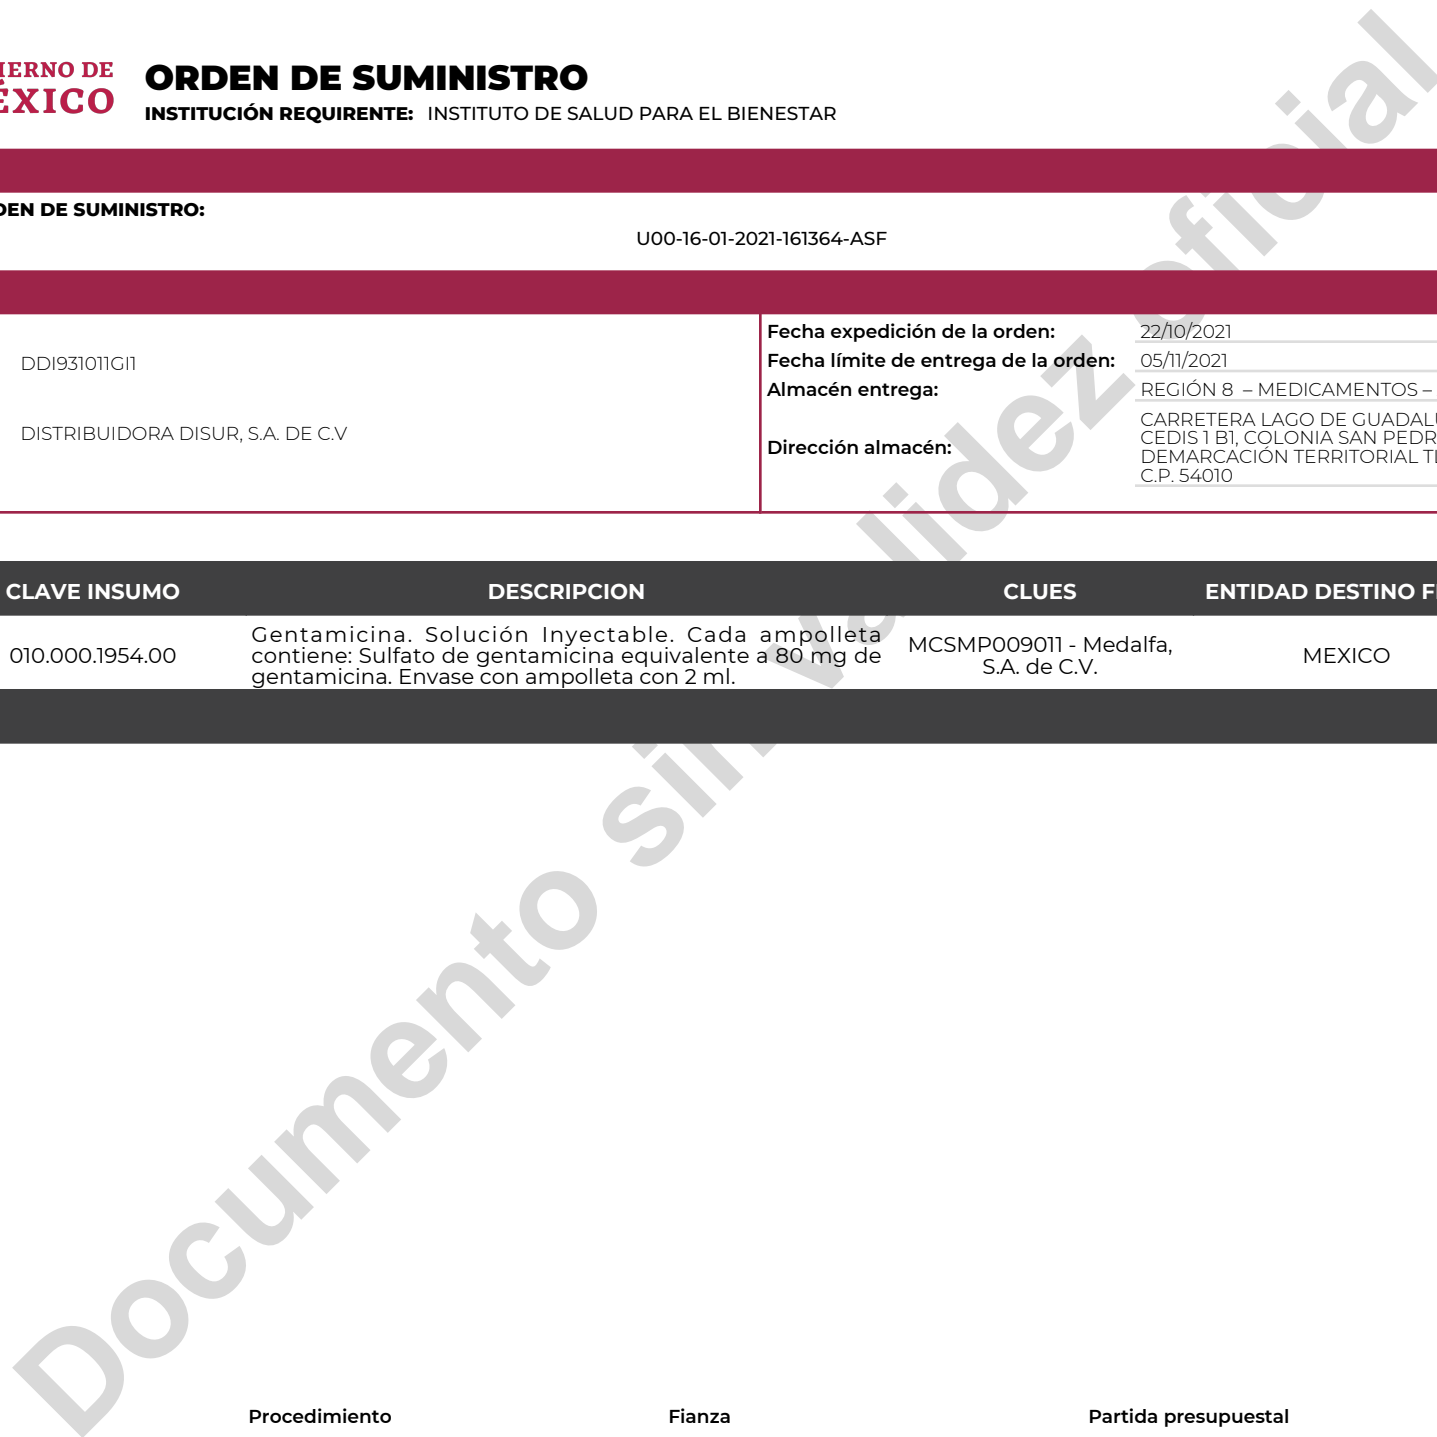 IERNO DE
ÉXICO
ORDEN DE SUMINISTRO
INSTITUCIÓN REQUIRENTE: INSTITUTO DE SALUD PARA EL BIENESTAR
DEN DE SUMINISTRO:
U00-16-01-2021-161364-ASF
DDI931011GI1
DISTRIBUIDORA DISUR, S.A. DE C.V
Fecha expedición de la orden: 22/10/2021
Fecha límite de entrega de la orden: 05/11/2021
Almacén entrega: REGIÓN 8 – MEDICAMENTOS –
Dirección almacén:
CARRETERA LAGO DE GUADALU
CEDIS 1 B1, COLONIA SAN PEDR
DEMARCACIÓN TERRITORIAL TL
C.P. 54010
CLAVE INSUMO DESCRIPCION CLUES ENTIDAD DESTINO FI
010.000.1954.00
Gentamicina. Solución Inyectable. Cada ampolleta
contiene: Sulfato de gentamicina equivalente a 80 mg de
gentamicina. Envase con ampolleta con 2 ml.
MCSMP009011 - Medalfa,
S.A. de C.V.
MEXICO
Documento sin validez oficial
Procedimiento Fianza Partida presupuestal